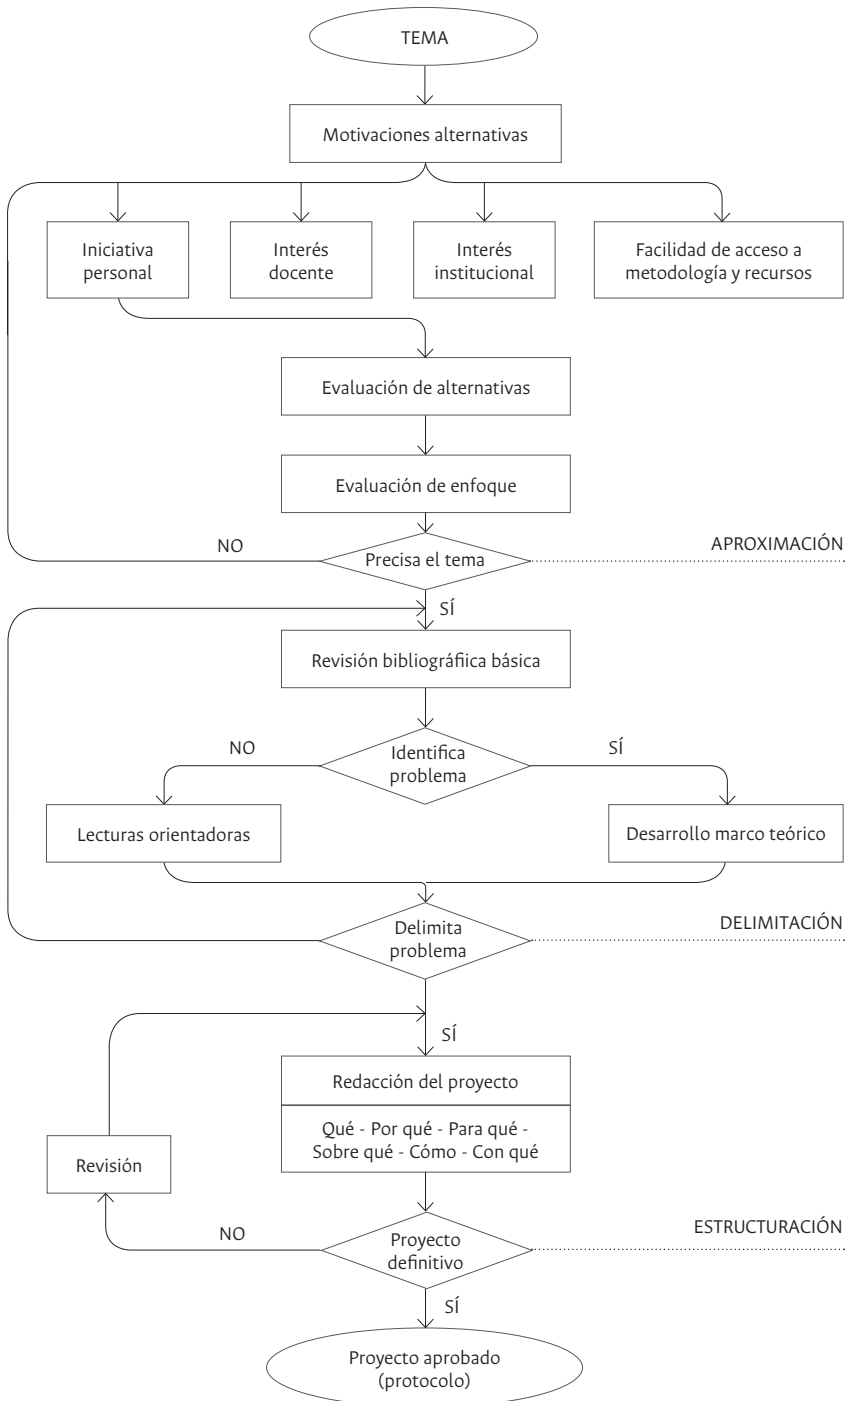 TEMA
Motivaciones alternativas
Iniciativa
personal
Interés
docente
Interés
institucional
Facilidad de acceso a
metodología y recursos
Evaluación de alternativas
Evaluación de enfoque
NO
Precisa el tema
APROXIMACIÓN
SÍ
Revisión bibliográfiica básica
NO
Identifica
problema
SÍ
Lecturas orientadoras
Desarrollo marco teórico
Delimita
problema
DELIMITACIÓN
SÍ
Redacción del proyecto
Qué - Por qué - Para qué -
Sobre qué - Cómo - Con qué
Revisión
NO
Proyecto
definitivo
ESTRUCTURACIÓN
SÍ
Proyecto aprobado
(protocolo)